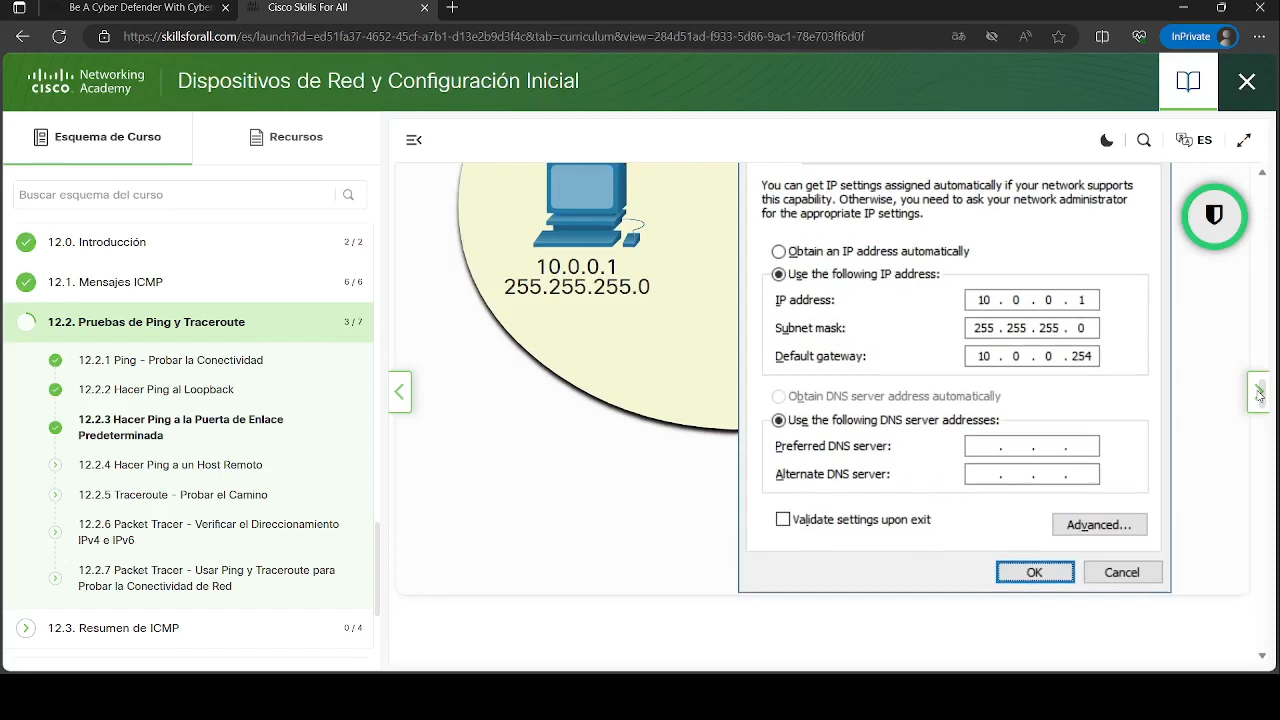 Be A Cyber Defender With Cyber
Cisco Skills For All
https://skillsforall.com/es/launch?id=ed51fa37-4652-45cf-a7b1-d13e2b9d3f4c&tab=curriculum&view=284d51ad-f933-5d86-9ac1-78e703ff6d0f
InPrivate
Networking
CISCO Academy
Dispositivos de Red y Configuración Inicial
Esquema de Curso
Recursos
ES
Buscar esquema del curso
12.0. Introducción 2 / 2
12.1. Mensajes ICMP 6 / 6
12.2. Pruebas de Ping y Traceroute 3 / 7
12.2.1 Ping - Probar la Conectividad
12.2.2 Hacer Ping al Loopback
12.2.3 Hacer Ping a la Puerta de Enlace
Predeterminada
12.2.4 Hacer Ping a un Host Remoto
12.2.5 Traceroute - Probar el Camino
12.2.6 Packet Tracer - Verificar el Direccionamiento
IPv4 e IPv6
12.2.7 Packet Tracer - Usar Ping y Traceroute para
Probar la Conectividad de Red
12.3. Resumen de ICMP 0 / 4
10.0.0.1
255.255.255.0
You can get IP settings assigned automatically if your network supports
this capability. Otherwise, you need to ask your network administrator
for the appropriate IP settings.
Obtain an IP address automatically
Use the following IP address:
IP address: 10 . 0 . 0 . 1
Subnet mask: 255 . 255 . 255 . 0
Default gateway: 10 . 0 . 0 . 254
Obtain DNS server address automatically
Use the following DNS server addresses:
Preferred DNS server: . . .
Alternate DNS server: . . .
Validate settings upon exit
Advanced...
OK
Cancel